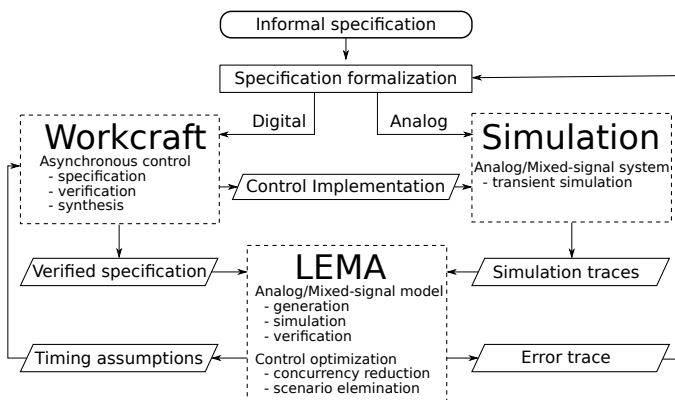 Informal specification
Specification formalization
Digital
Analog
Workcraft
Asynchronous control
- specification
- verification
- synthesis
Control Implementation
Simulation
Analog/Mixed-signal system
- transient simulation
Verified specification
LEMA
Analog/Mixed-signal model
- generation
- simulation
- verification
Control optimization
- concurrency reduction
- scenario elemination
Simulation traces
Timing assumptions
Error trace